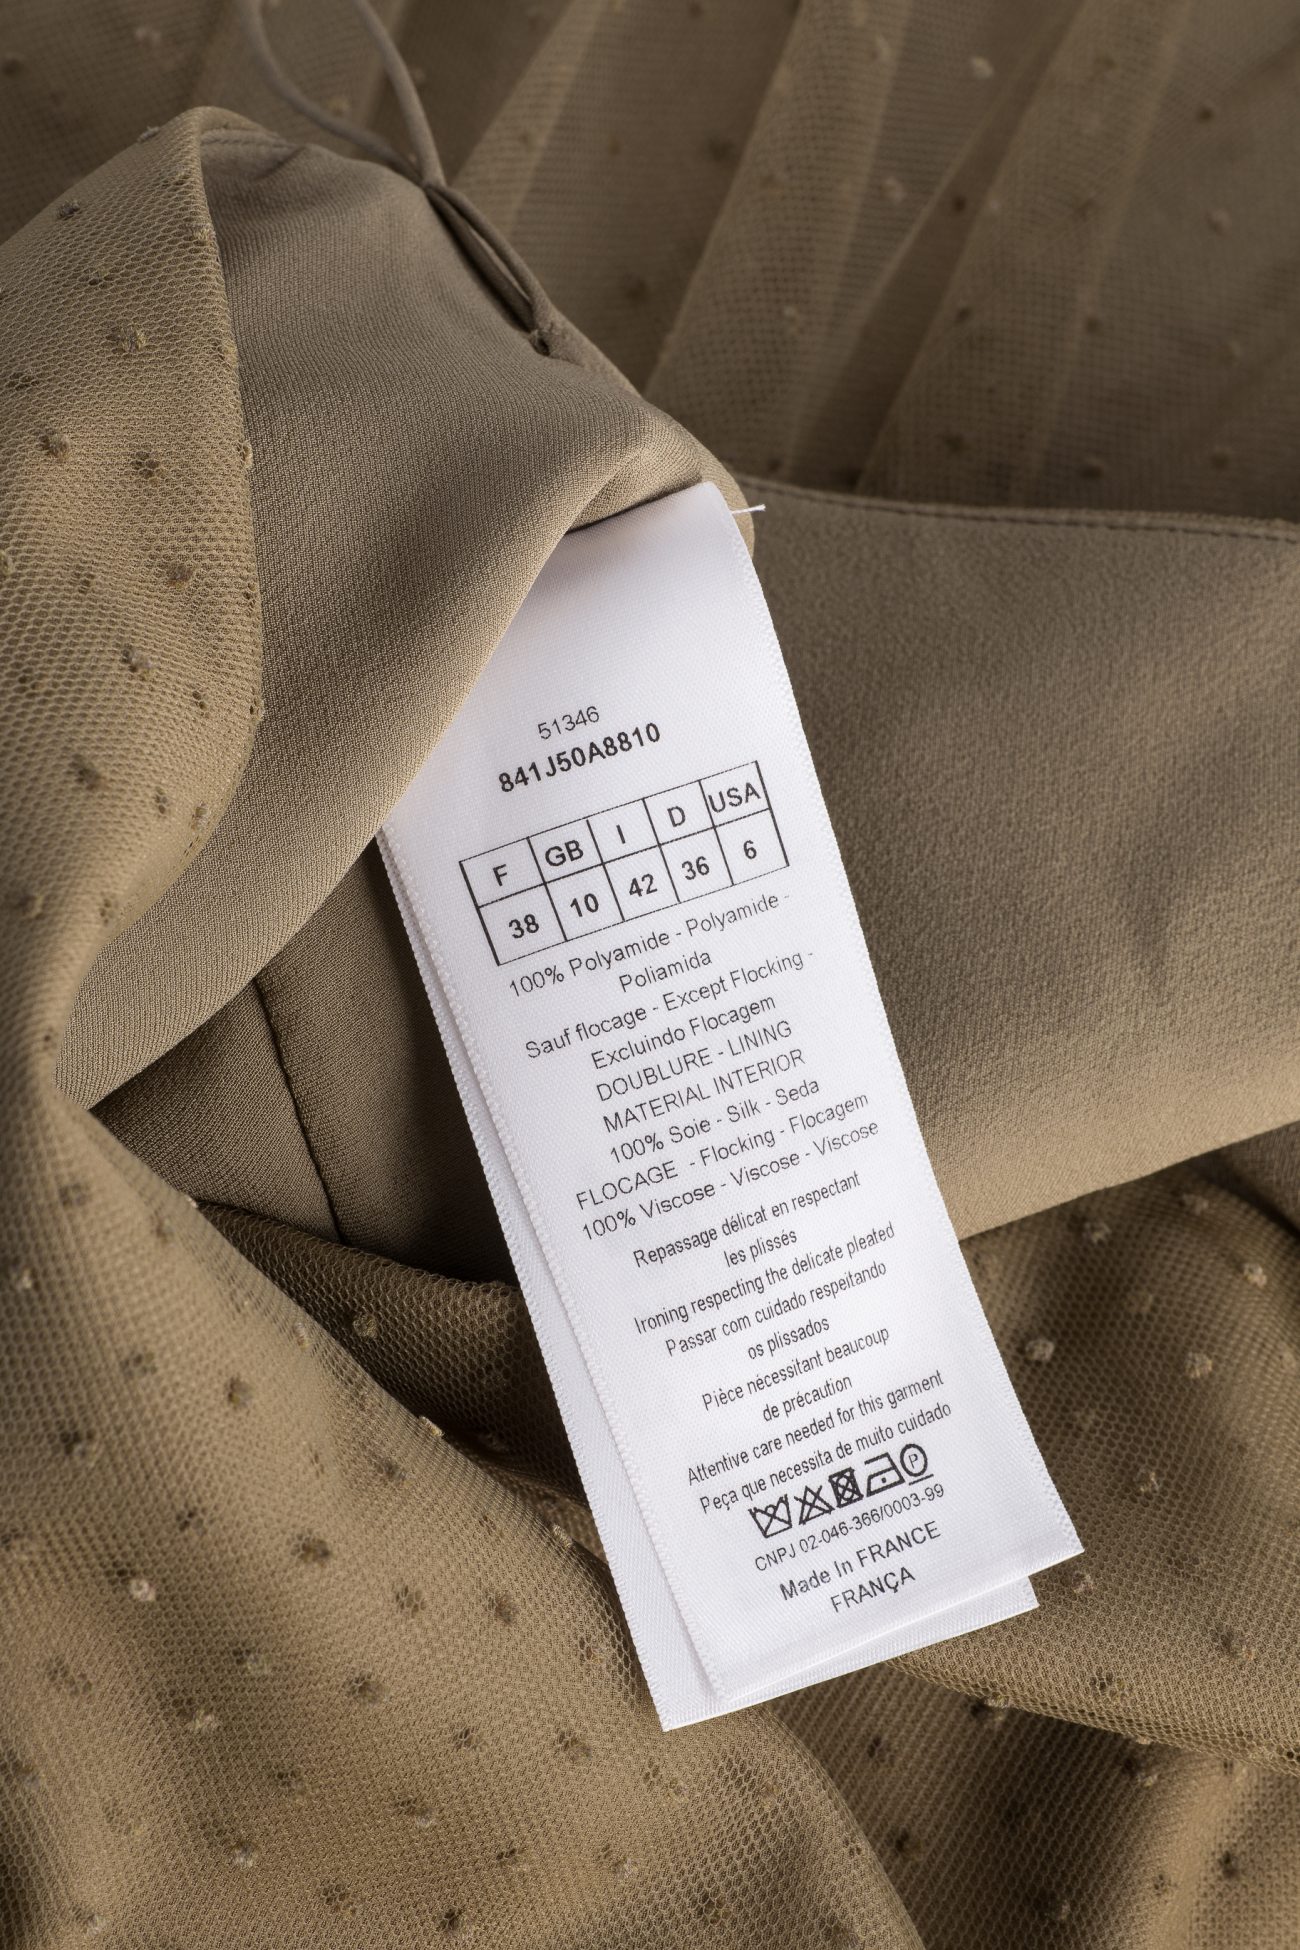 51346
841J50A8810
F GB I D USA
38 10 42 36 6
100% Polyamide - Polyamide -
Poliamida
Sauf flocage - Except Flocking -
Excluindo Flocagem
DOUBLURE - LINING
MATERIAL INTERIOR
100% Soie - Silk - Seda
FLOCAGE - Flocking - Flocagem
100% Viscose - Viscose - Viscose
Repassage délicat en respectant
les plissés
Ironing respecting the delicate pleated
Passar com cuidado respeitando
os plissados
Pièce nécessitant beaucoup
de précaution
Attentive care needed for this garment
Peça que necessita de muito cuidado
P
CNPJ 02-046-366/0003-99
Made In FRANCE
FRANÇA